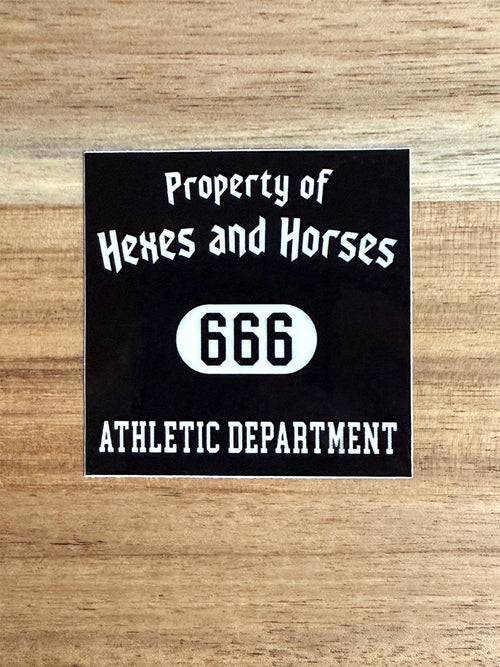 Property of
Hexes and Horses
666
ATHLETIC DEPARTMENT